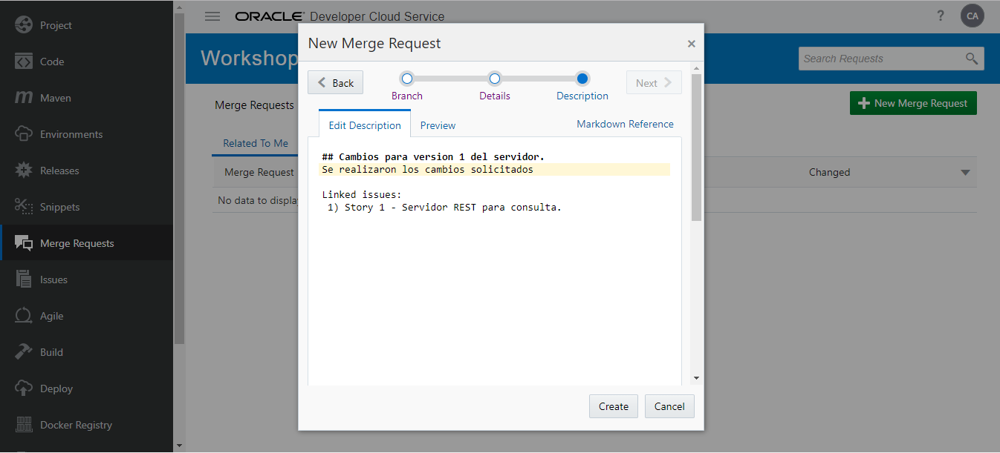 Project
Code
Maven
Environments
Releases
Snippets
Merge Requests
Issues
Agile
Build
Deploy
Docker Registry
ORACLE® Developer Cloud Service
? CA
Workshop
Search Requests
Merge Requests
New Merge Request
Related To Me
Merge Request
Changed
No data to displa
New Merge Request
×
Back
Next
Branch
Details
Description
Edit Description
Preview
Markdown Reference
## Cambios para version 1 del servidor.
Se realizaron los cambios solicitados
Linked issues:
1) Story 1 - Servidor REST para consulta.
Create
Cancel